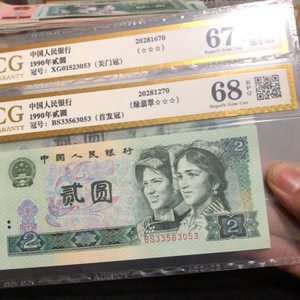 CG
ARANTY
中国人民银行
1990年贰圆
冠号：XG01523053 (关门冠)
20281670
(☆☆☆)
67
Superb Gem Unc
CG
ARANTY
中国人民银行
1990年贰圆
冠号：BS33563053 (首发冠)
20281270
(绿翡翠☆☆☆)
68
EPQ
Superb Gem Unc
中国人民银行
贰圆
2
2
BS33563053